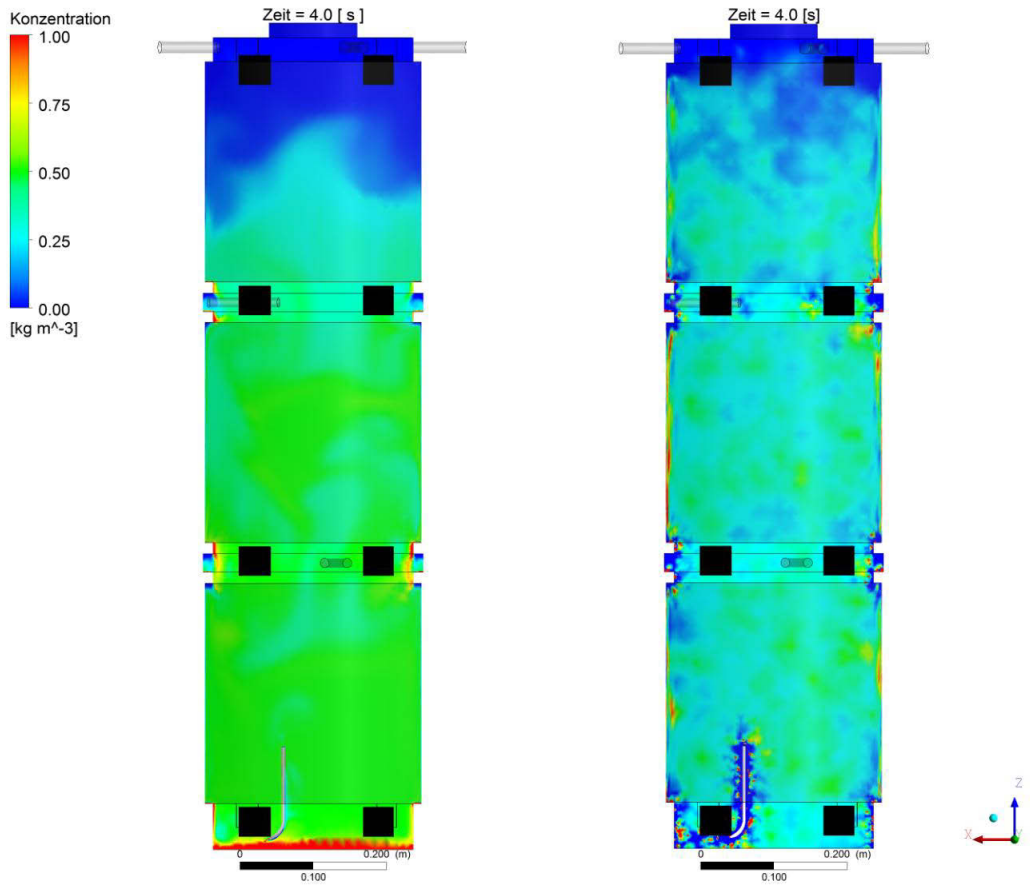 Konzentration
1.00
0.75
0.50
0.25
0.00
[kg m^-3]
Zeit = 4.0 [ s ]
0 0.200 (m)
0.100
Zeit = 4.0 [s]
0 0.200 (m)
0.100
Z
X
Y